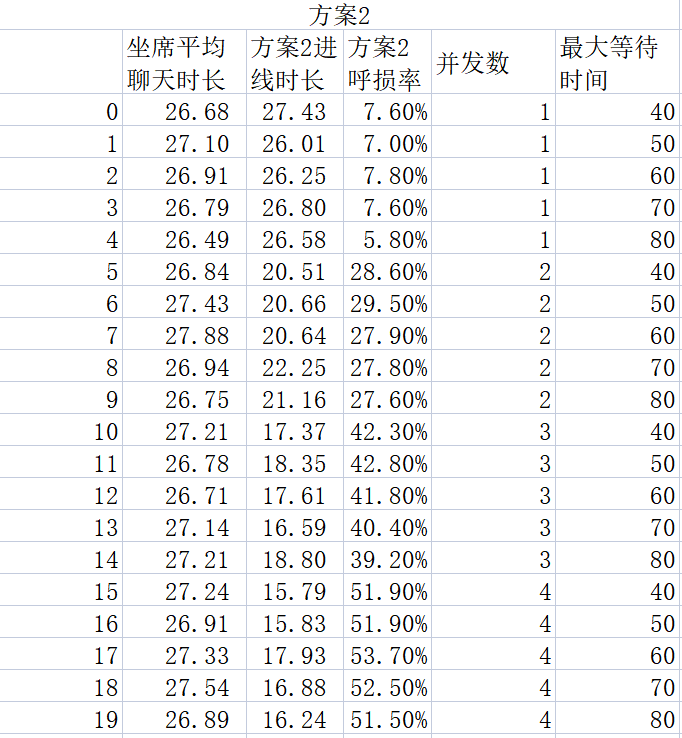 方案2
坐席平均聊天时长 方案2进线时长 方案2呼损率 并发数 最大等待时间
0 26.68 27.43 7.60% 1 40
1 27.10 26.01 7.00% 1 50
2 26.91 26.25 7.80% 1 60
3 26.79 26.80 7.60% 1 70
4 26.49 26.58 5.80% 1 80
5 26.84 20.51 28.60% 2 40
6 27.43 20.66 29.50% 2 50
7 27.88 20.64 27.90% 2 60
8 26.94 22.25 27.80% 2 70
9 26.75 21.16 27.60% 2 80
10 27.21 17.37 42.30% 3 40
11 26.78 18.35 42.80% 3 50
12 26.71 17.61 41.80% 3 60
13 27.14 16.59 40.40% 3 70
14 27.21 18.80 39.20% 3 80
15 27.24 15.79 51.90% 4 40
16 26.91 15.83 51.90% 4 50
17 27.33 17.93 53.70% 4 60
18 27.54 16.88 52.50% 4 70
19 26.89 16.24 51.50% 4 80